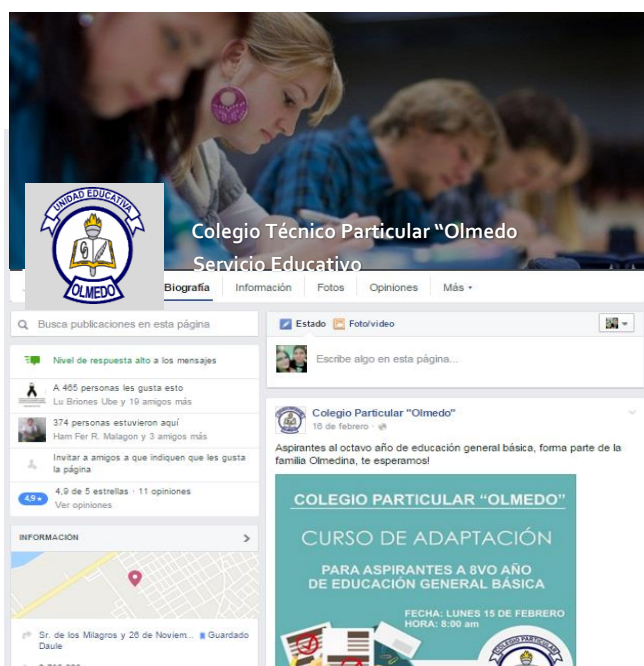 Colegio Técnico Particular “Olmedo
Servicio Educativo
UNIDAD EDUCATIVA
OLMEDO
Biografía Información Fotos Opiniones Más
Busca publicaciones en esta página
Nivel de respuesta alto a los mensajes
A 465 personas les gusta esto
Lu Briones Ube y 19 amigos más
374 personas estuvieron aquí
Ham Fer R. Malagon y 3 amigos más
Invitar a amigos a que indiquen que les gusta
la página
4,9 4,9 de 5 estrellas · 11 opiniones
Ver opiniones
INFORMACIÓN
Sr. de los Milagros y 26 de Noviem... Guardado
Daule
Estado Foto/video
Escribe algo en esta página...
Colegio Particular "Olmedo"
16 de febrero ·
Aspirantes al octavo año de educación general básica, forma parte de la
familia Olmedina, te esperamos!
COLEGIO PARTICULAR “OLMEDO”
CURSO DE ADAPTACIÓN
PARA ASPIRANTES A 8VO AÑO
DE EDUCACIÓN GENERAL BÁSICA
FECHA: LUNES 15 DE FEBRERO
HORA: 8:00 am
COLEGIO PARTICULAR